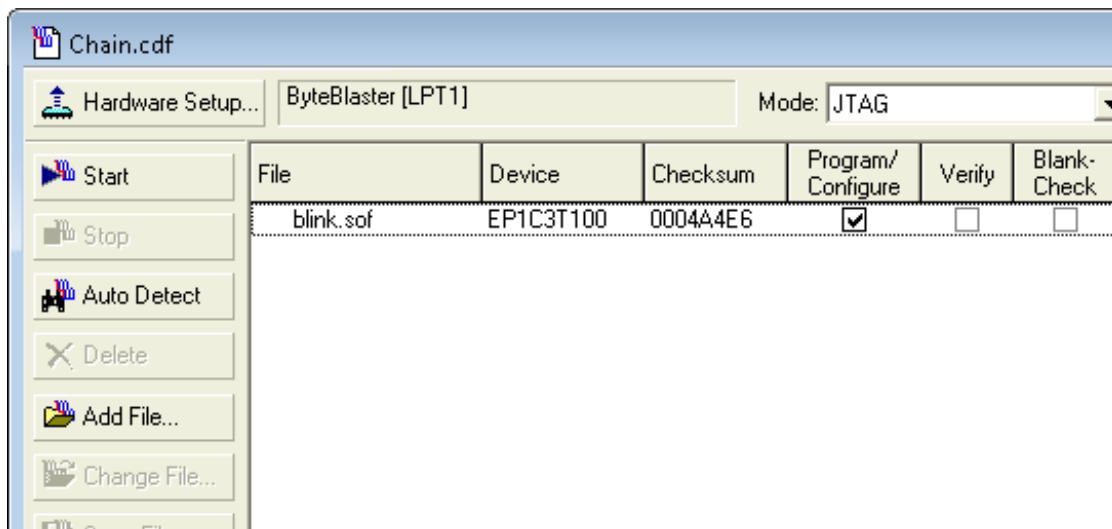 Chain.cdf
Hardware Setup...
ByteBlaster [LPT1]
Mode: JTAG
Start
File Device Checksum Program/ Configure Verify Blank- Check
blink.sof EP1C3T100 0004A4E6
Stop
Auto Detect
Delete
Add File...
Change File...